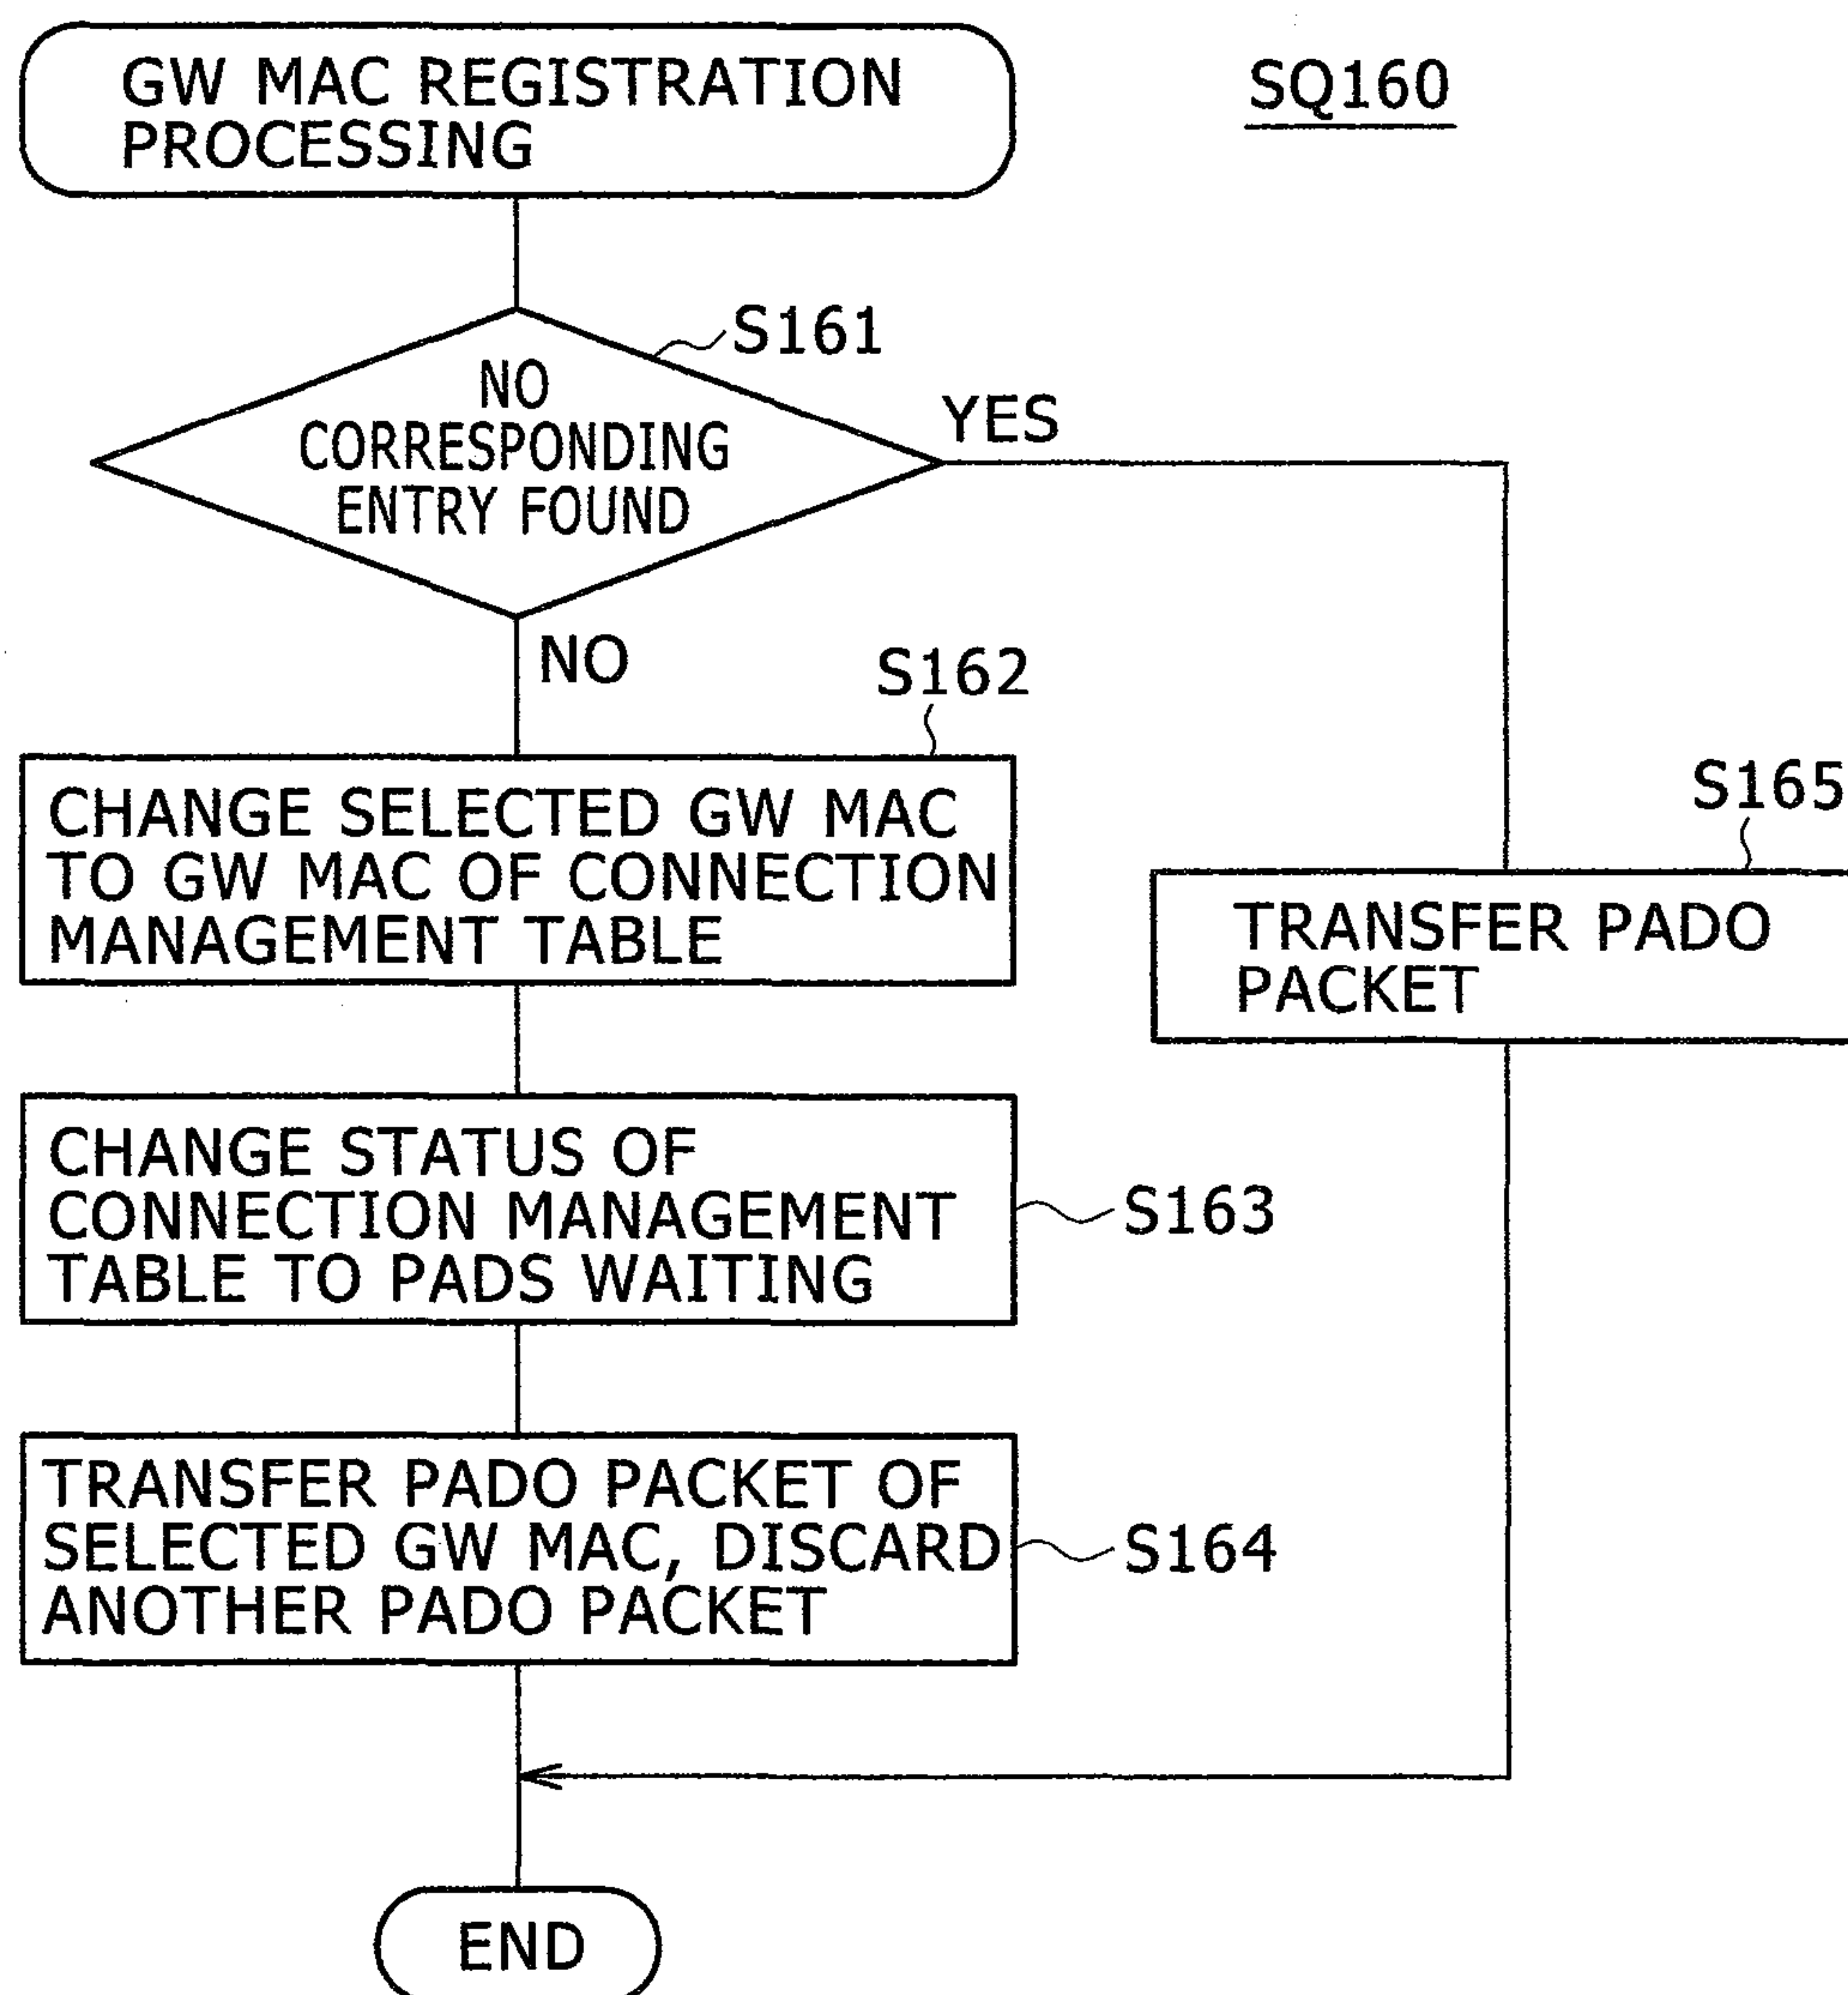 GW MAC REGISTRATION
PROCESSING
SQ160
S161
NO
CORRESPONDING
ENTRY FOUND
YES
NO
S162
CHANGE SELECTED GW MAC
TO GW MAC OF CONNECTION
MANAGEMENT TABLE
S165
TRANSFER PADO
PACKET
CHANGE STATUS OF
CONNECTION MANAGEMENT
TABLE TO PADS WAITING
S163
TRANSFER PADO PACKET OF
SELECTED GW MAC, DISCARD
ANOTHER PADO PACKET
S164
END